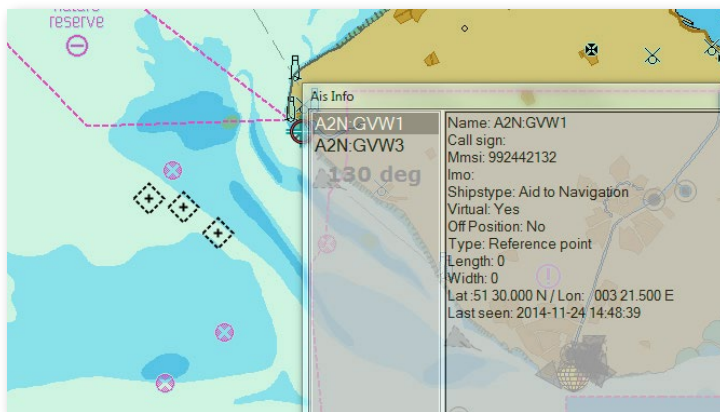 nature
reserve
Ais Info
A2N:GVW1
A2N:GVW3
130 deg
Name: A2N:GVW1
Call sign:
Mmsi: 992442132
Imo:
Shipstype: Aid to Navigation
Virtual: Yes
Off Position: No
Type: Reference point
Length: 0
Width: 0
Lat :51 30.000 N / Lon: 003 21.500 E
Last seen: 2014-11-24 14:48:39